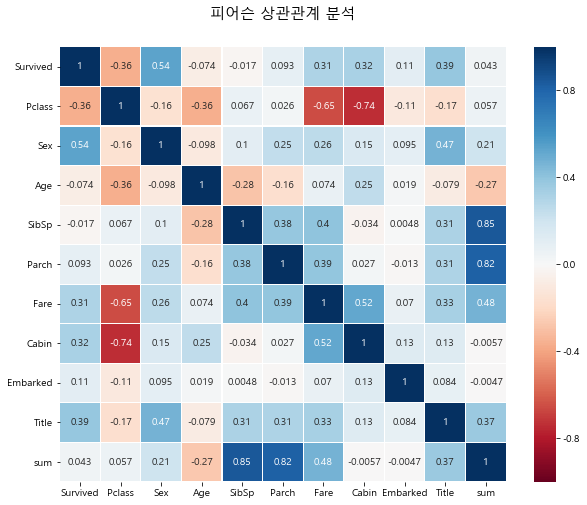 피어슨 상관관계 분석
Survived 1 -0.36 0.54 -0.074 -0.017 0.093 0.31 0.32 0.11 0.39 0.043
Pclass -0.36 1 -0.16 -0.36 0.067 0.026 -0.65 -0.74 -0.11 -0.17 0.057
Sex 0.54 -0.16 1 -0.098 0.1 0.25 0.26 0.15 0.095 0.47 0.21
Age -0.074 -0.36 -0.098 1 -0.28 -0.16 0.074 0.25 0.019 -0.079 -0.27
SibSp -0.017 0.067 0.1 -0.28 1 0.38 0.4 -0.034 0.0048 0.31 0.85
Parch 0.093 0.026 0.25 -0.16 0.38 1 0.39 0.027 -0.013 0.31 0.82
Fare 0.31 -0.65 0.26 0.074 0.4 0.39 1 0.52 0.07 0.33 0.48
Cabin 0.32 -0.74 0.15 0.25 -0.034 0.027 0.52 1 0.13 0.13 -0.0057
Embarked 0.11 -0.11 0.095 0.019 0.0048 -0.013 0.07 0.13 1 0.084 -0.0047
Title 0.39 -0.17 0.47 -0.079 0.31 0.31 0.33 0.13 0.084 1 0.37
sum 0.043 0.057 0.21 -0.27 0.85 0.82 0.48 -0.0057 -0.0047 0.37 1
Survived Pclass Sex Age SibSp Parch Fare Cabin Embarked Title sum
0.8
0.4
0.0
-0.4
-0.8